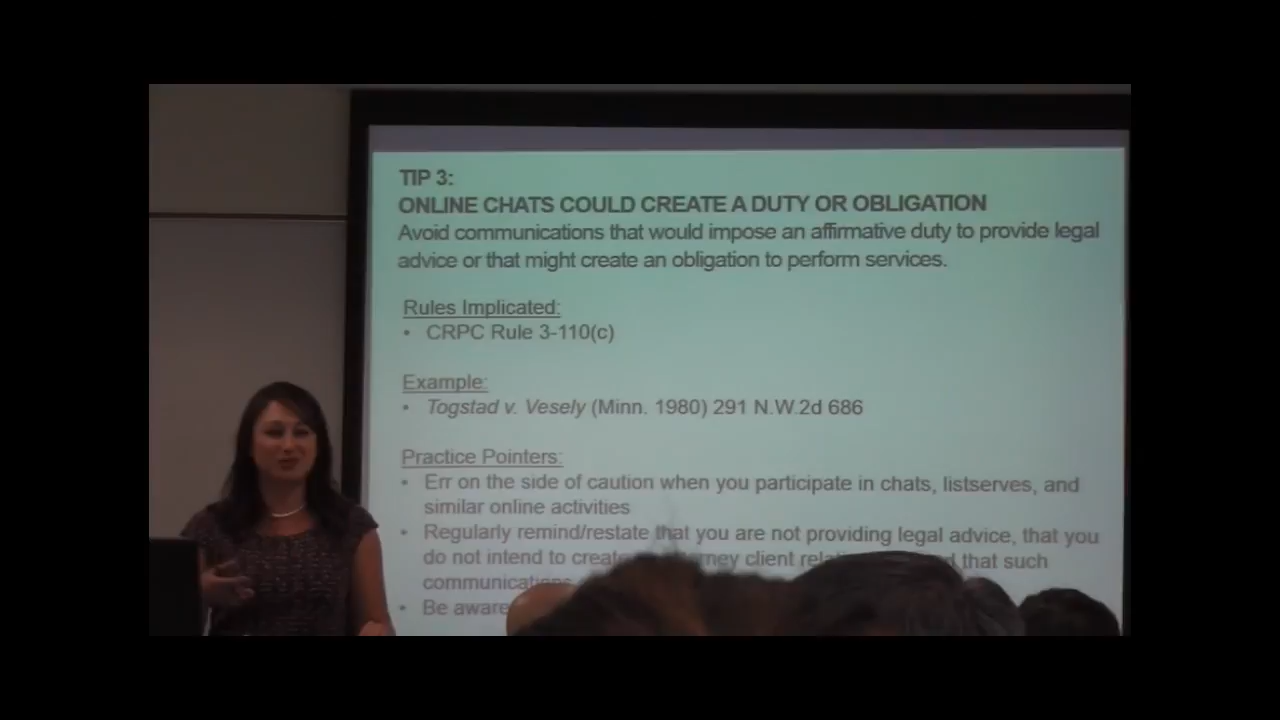 TIP 3:
ONLINE CHATS COULD CREATE A DUTY OR OBLIGATION
Avoid communications that would impose an affirmative duty to provide legal
advice or that might create an obligation to perform services.
Rules Implicated:
• CRPC Rule 3-110(c)
Example:
• Togstad v. Vesely (Minn. 1980) 291 N.W.2d 686
Practice Pointers:
• Err on the side of caution when you participate in chats, listserves, and
similar online activities
• Regularly remind/restate that you are not providing legal advice, that you
do not intend to create client that such
• Be aware